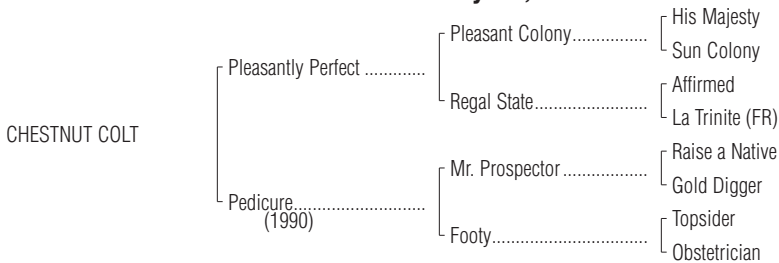 His Majesty
Pleasant Colony................
Sun Colony
Pleasantly Perfect .............
Affirmed
Regal State........................
La Trinite (FR)
CHESTNUT COLT
Raise a Native
Mr. Prospector ..................
Gold Digger
Pedicure............................
(1990)
Topsider
Footy.................................
Obstetrician